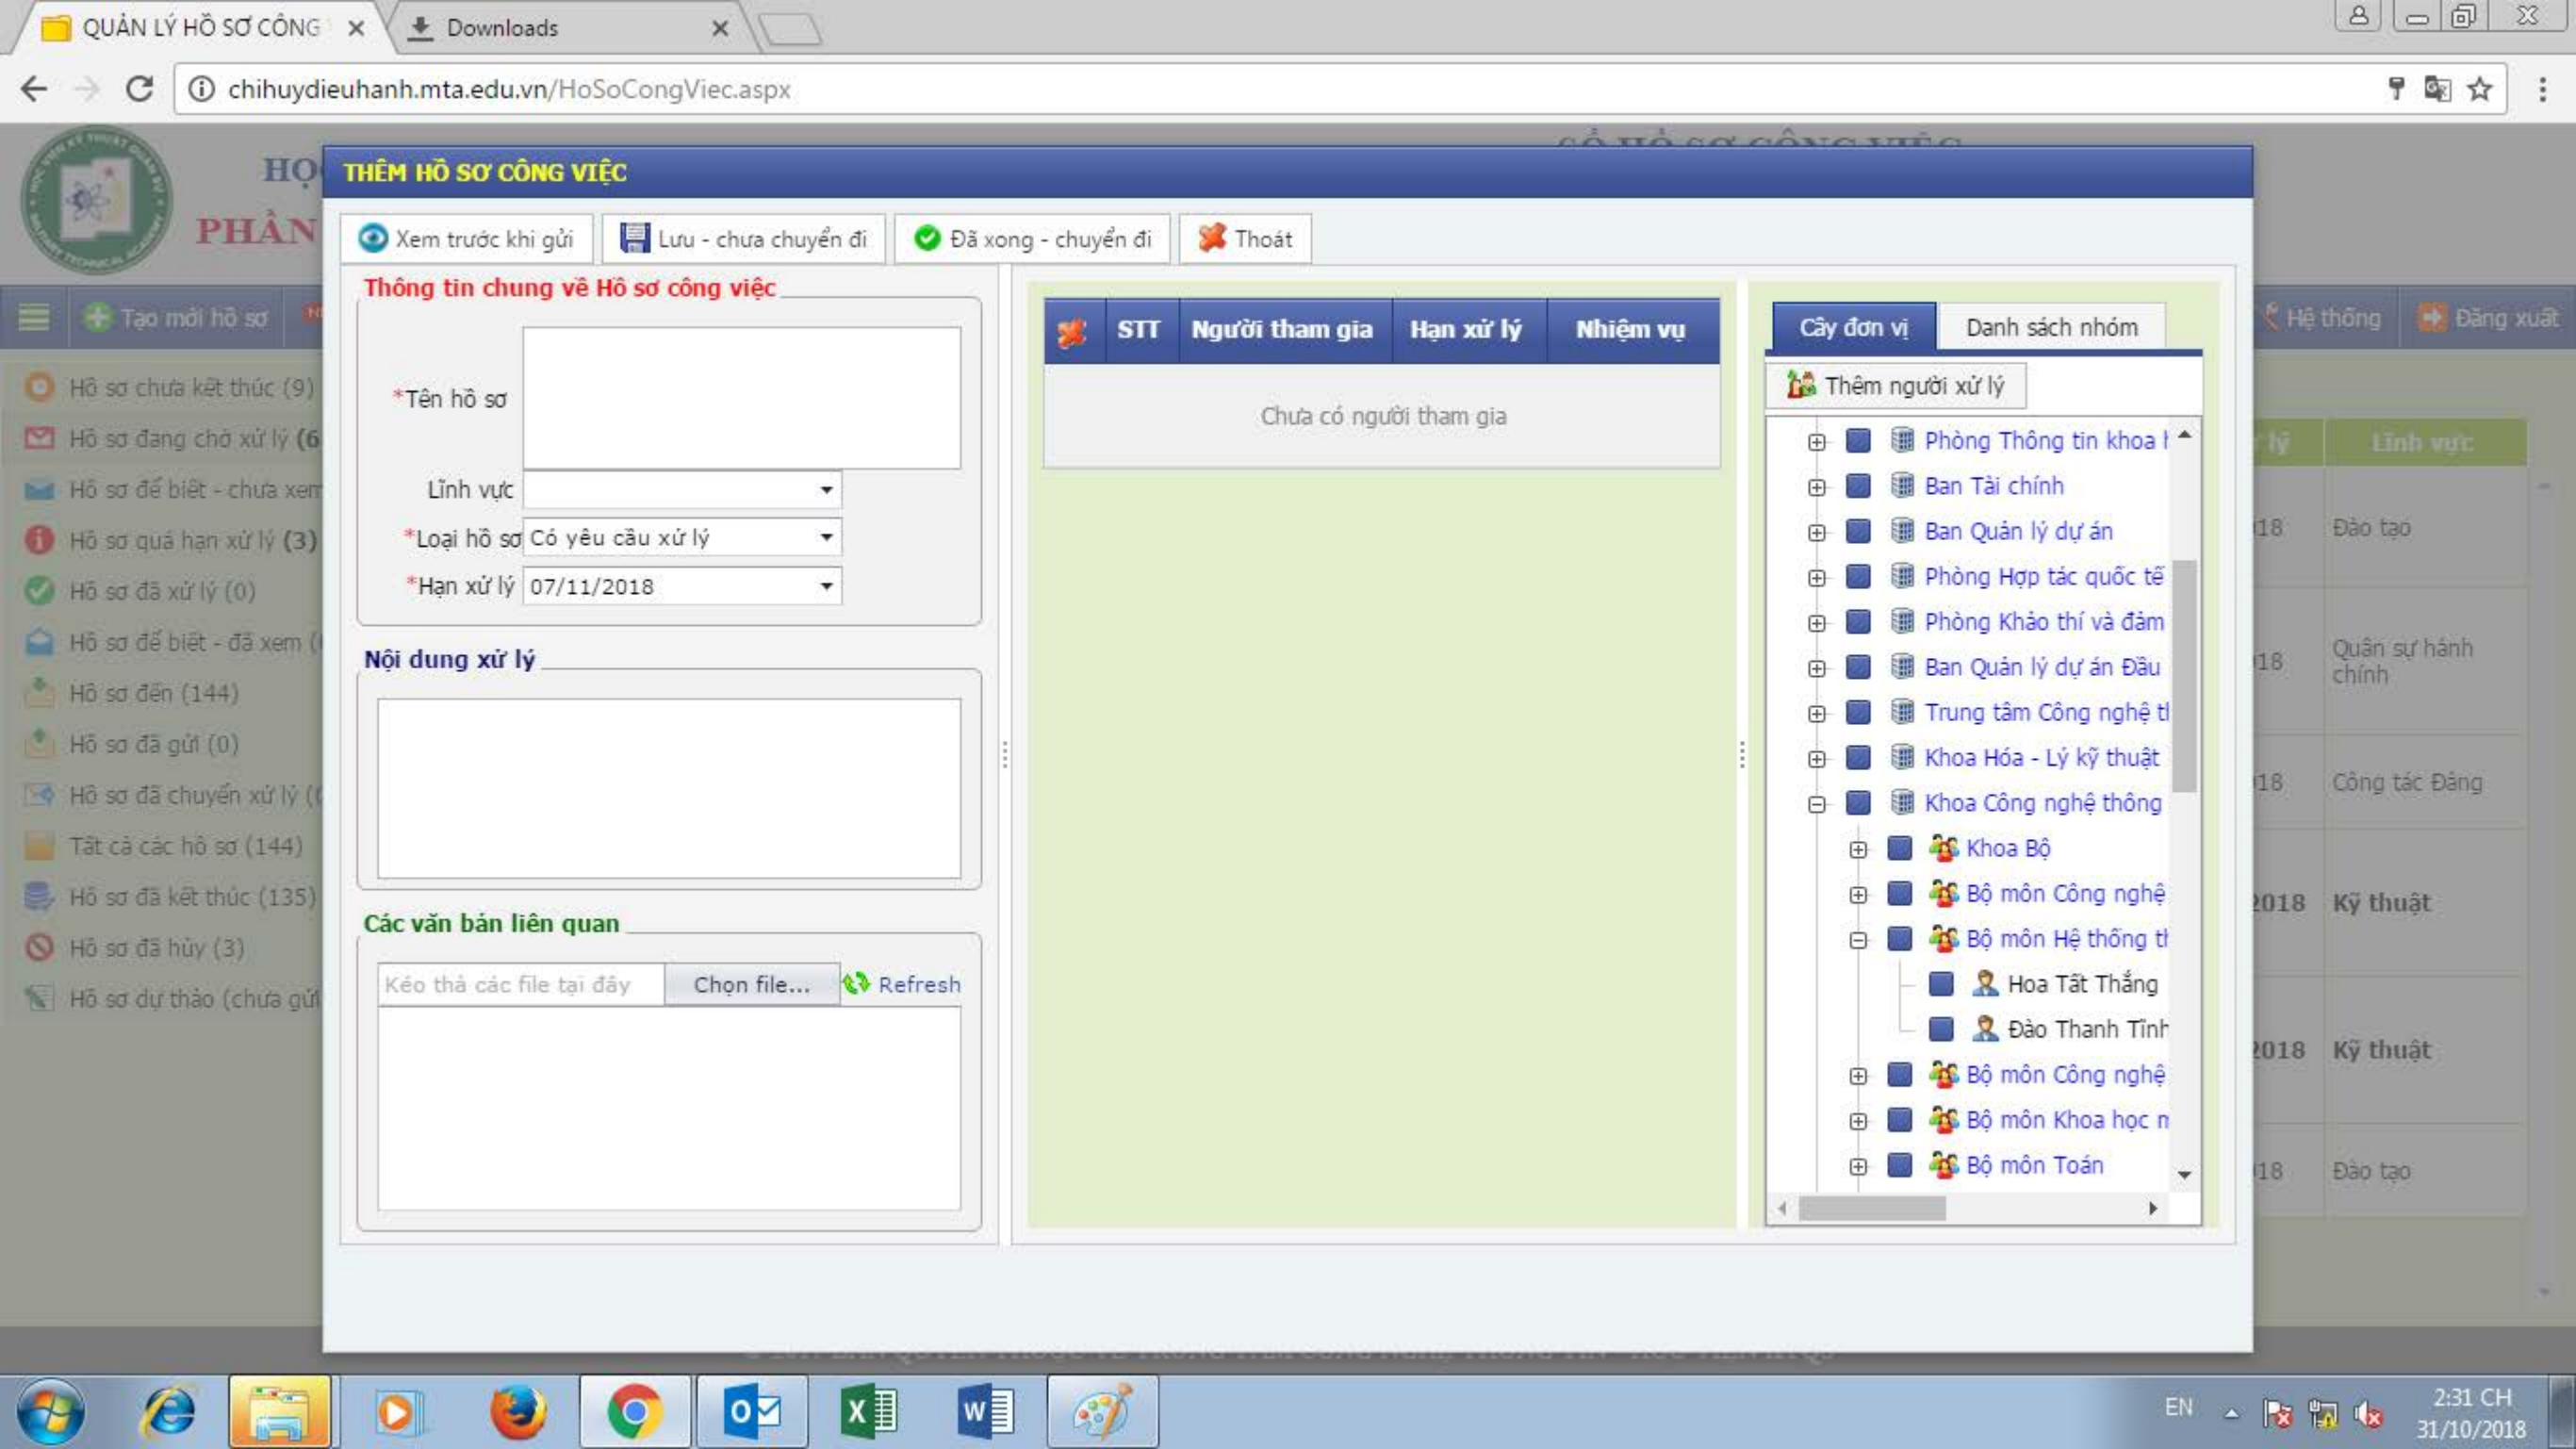 QUẢN LÝ HỒ SƠ CÔNG
Downloads
chihuydieuhanh.mta.edu.vn/HoSoCongViec.aspx
SỔ HỒ SƠ CÔNG VIỆC
PHẦN
THÊM HỒ SƠ CÔNG VIỆC
Xem trước khi gửi
Lưu - chưa chuyển đi
Đã xong - chuyển đi
Thoát
Tạo mới hồ sơ
Hệ thống
Đăng xuất
Hồ sơ chưa kết thúc (9)
Hồ sơ đang chờ xử lý (6
Hồ sơ để biết - chưa xem
Hồ sơ quá hạn xử lý (3)
Hồ sơ đã xử lý (0)
Hồ sơ để biết - đã xem (
Hồ sơ đến (144)
Hồ sơ đã gửi (0)
Hồ sơ đã chuyển xử lý (
Tất cả các hồ sơ (144)
Hồ sơ đã kết thúc (135)
Hồ sơ đã hủy (3)
Hồ sơ dự thảo (chưa gửi
Thông tin chung về Hồ sơ công việc
*Tên hồ sơ
Lĩnh vực
*Loại hồ sơ Có yêu cầu xử lý
*Hạn xử lý 07/11/2018
Nội dung xử lý
Các văn bản liên quan
Kéo thả các file tại đây
Chọn file...
Refresh
STT Người tham gia Hạn xử lý Nhiệm vụ
Chưa có người tham gia
Cây đơn vị
Danh sách nhóm
Thêm người xử lý
Phòng Thông tin khoa
Ban Tài chính
Ban Quản lý dự án
Phòng Hợp tác quốc tế
Phòng Khảo thí và đảm
Ban Quản lý dự án Đầu
Trung tâm Công nghệ
Khoa Hóa - Lý kỹ thuật
Khoa Công nghệ thông
Khoa Bộ
Bộ môn Công nghệ
Bộ môn Hệ thống
Hoa Tất Thắng
Đào Thanh Tĩnh
Bộ môn Công nghệ
Bộ môn Khoa học
Bộ môn Toán
lý Lĩnh vực
18 Đào tạo
18 Quân sự hành
chính
18 Công tác Đảng
2018 Kỹ thuật
2018 Kỹ thuật
18 Đào tạo
EN
2:31 CH
31/10/2018